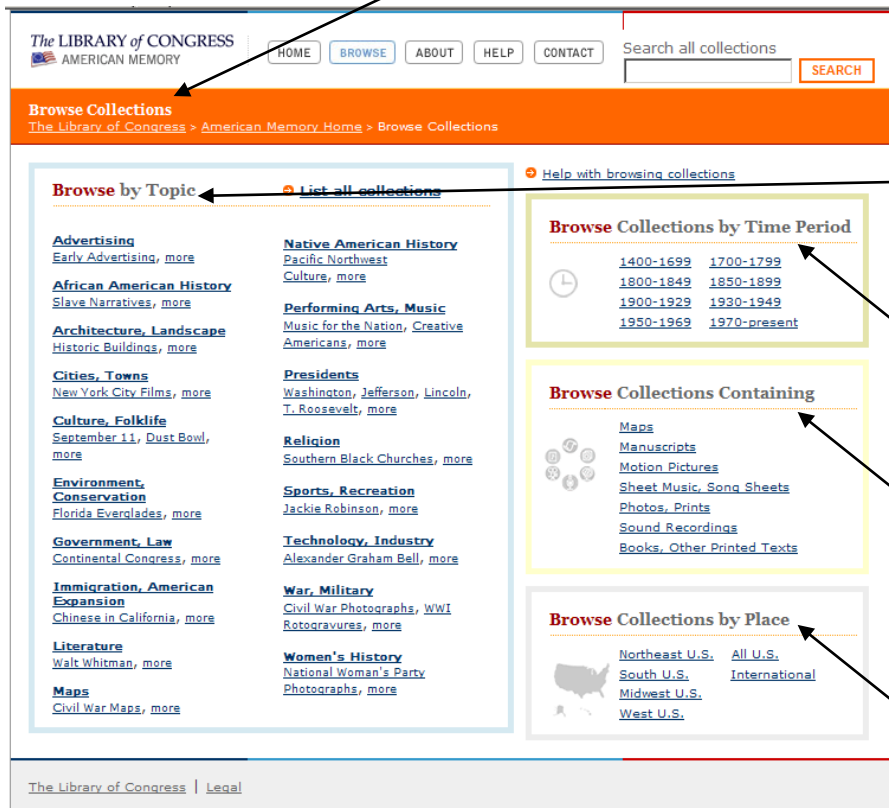 The LIBRARY of CONGRESS
AMERICAN MEMORY
HOME
BROWSE
ABOUT
HELP
CONTACT
Search all collections
SEARCH
Browse Collections
The Library of Congress > American Memory Home > Browse Collections
Browse by Topic
List all collections
Advertising
Early Advertising, more
African American History
Slave Narratives, more
Architecture, Landscape
Historic Buildings, more
Cities, Towns
New York City Films, more
Culture, Folklife
September 11, Dust Bowl,
more
Environment,
Conservation
Florida Everglades, more
Government, Law
Continental Congress, more
Immigration, American
Expansion
Chinese in California, more
Literature
Walt Whitman, more
Maps
Civil War Maps, more
Native American History
Pacific Northwest
Culture, more
Performing Arts, Music
Music for the Nation, Creative
Americans, more
Presidents
Washington, Jefferson, Lincoln,
T. Roosevelt, more
Religion
Southern Black Churches, more
Sports, Recreation
Jackie Robinson, more
Technology, Industry
Alexander Graham Bell, more
War, Military
Civil War Photographs, WWI
Rotogravures, more
Women's History
National Woman's Party
Photographs, more
Help with browsing collections
Browse Collections by Time Period
1400-1699 1700-1799
1800-1849 1850-1899
1900-1929 1930-1949
1950-1969 1970-present
Browse Collections Containing
Maps
Manuscripts
Motion Pictures
Sheet Music, Song Sheets
Photos, Prints
Sound Recordings
Books, Other Printed Texts
Browse Collections by Place
Northeast U.S. All U.S.
South U.S. International
Midwest U.S.
West U.S.
The Library of Congress | Legal